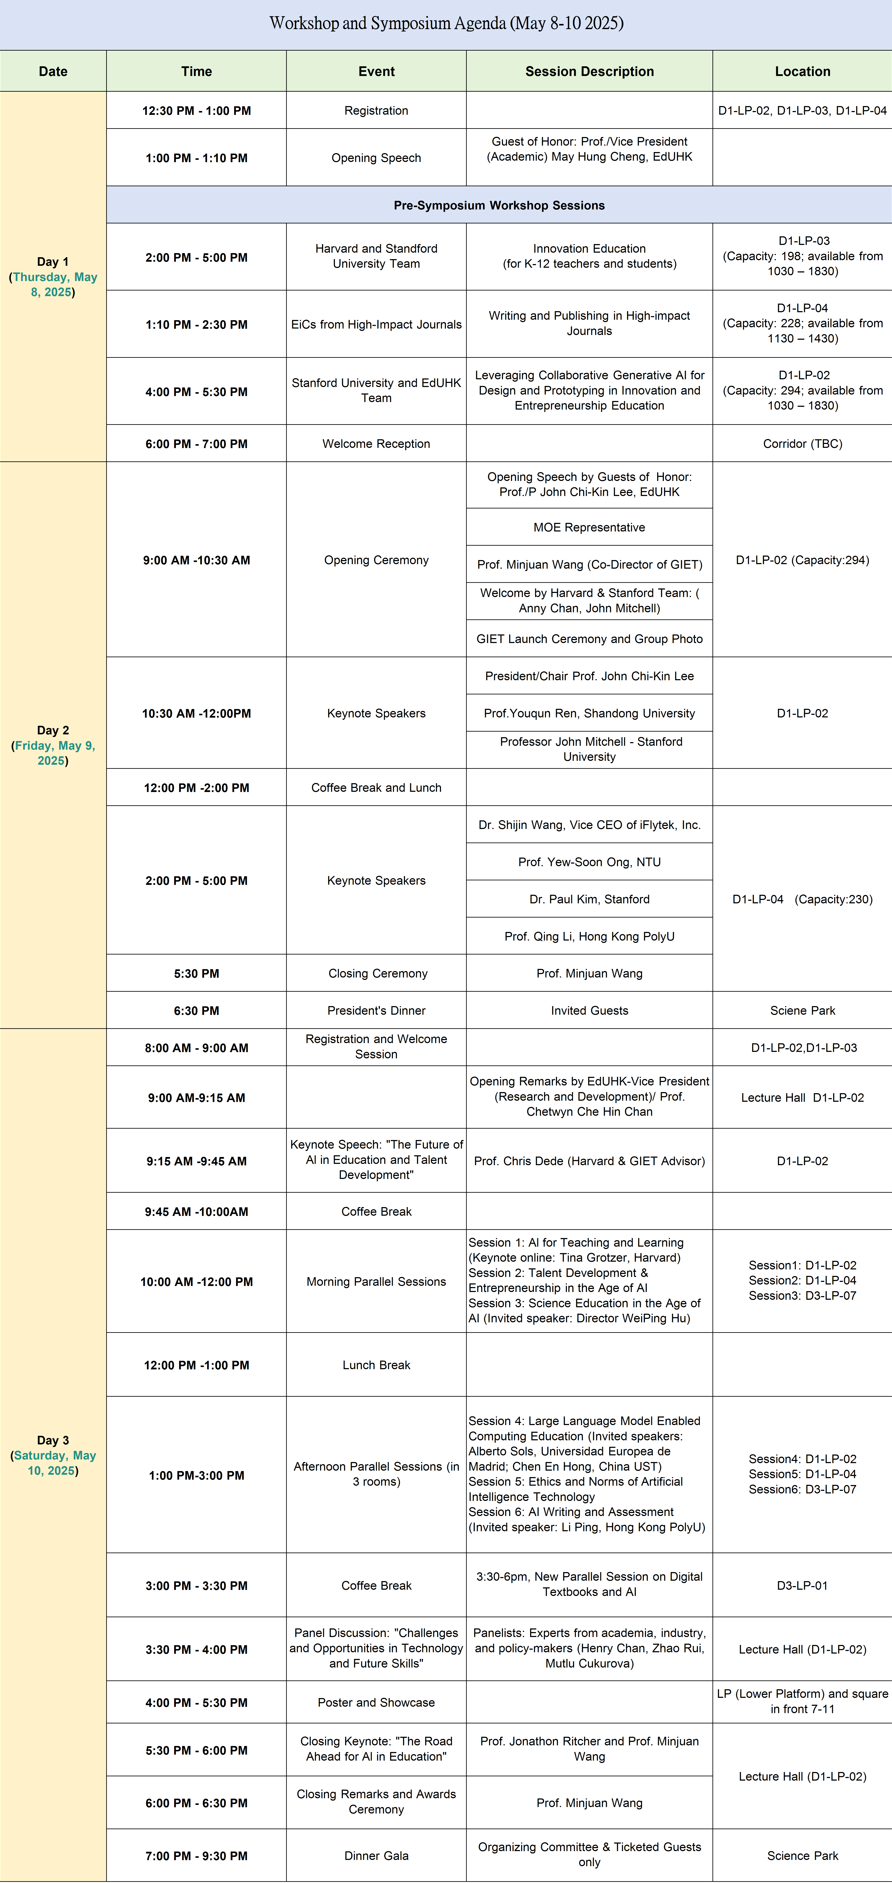 Workshop and Symposium Agenda (May 8-10 2025)
Date
Time
Event
Session Description
Location
Day 1
(Thursday, May
8, 2025)
12:30 PM - 1:00 PM
Registration
D1-LP-02, D1-LP-03, D1-LP-04
1:00 PM - 1:10 PM
Opening Speech
Guest of Honor: Prof./Vice President
(Academic) May Hung Cheng, EdUHK
Pre-Symposium Workshop Sessions
2:00 PM - 5:00 PM
Harvard and Standford
University Team
Innovation Education
(for K-12 teachers and students)
D1-LP-03
(Capacity: 198; available from
1030 – 1830)
1:10 PM - 2:30 PM
EiCs from High-Impact Journals
Writing and Publishing in High-impact
Journals
D1-LP-04
(Capacity: 228; available from
1130 – 1430)
4:00 PM - 5:30 PM
Stanford University and EdUHK
Team
Leveraging Collaborative Generative AI for
Design and Prototyping in Innovation and
Entrepreneurship Education
D1-LP-02
(Capacity: 294; available from
1030 – 1830)
6:00 PM - 7:00 PM
Welcome Reception
Corridor (TBC)
Day 2
(Friday, May 9,
2025)
9:00 AM -10:30 AM
Opening Ceremony
Opening Speech by Guests of  Honor:
Prof./P John Chi-Kin Lee, EdUHK
MOE Representative
Prof. Minjuan Wang (Co-Director of GIET)
Welcome by Harvard & Stanford Team: (
Anny Chan, John Mitchell)
GIET Launch Ceremony and Group Photo
D1-LP-02 (Capacity:294)
10:30 AM -12:00PM
Keynote Speakers
President/Chair Prof. John Chi-Kin Lee
Prof.Youqun Ren, Shandong University
Professor John Mitchell - Stanford
University
D1-LP-02
12:00 PM -2:00 PM
Coffee Break and Lunch
2:00 PM - 5:00 PM
Keynote Speakers
Dr. Shijin Wang, Vice CEO of iFlytek, Inc.
Prof. Yew-Soon Ong, NTU
Dr. Paul Kim, Stanford
Prof. Qing Li, Hong Kong PolyU
D1-LP-04   (Capacity:230)
5:30 PM
Closing Ceremony
Prof. Minjuan Wang
6:30 PM
President's Dinner
Invited Guests
Sciene Park
Day 3
(Saturday, May
10, 2025)
8:00 AM - 9:00 AM
Registration and Welcome
Session
D1-LP-02,D1-LP-03
9:00 AM-9:15 AM
Opening Remarks by EdUHK-Vice President
(Research and Development)/ Prof.
Chetwyn Che Hin Chan
Lecture Hall  D1-LP-02
9:15 AM -9:45 AM
Keynote Speech: "The Future of
AI in Education and Talent
Development"
Prof. Chris Dede (Harvard & GIET Advisor)
D1-LP-02
9:45 AM -10:00AM
Coffee Break
10:00 AM -12:00 PM
Morning Parallel Sessions
Session 1: AI for Teaching and Learning
(Keynote online: Tina Grotzer, Harvard)
Session 2: Talent Development &
Entrepreneurship in the Age of AI
Session 3: Science Education in the Age of
AI (Invited speaker: Director WeiPing Hu)
Session1: D1-LP-02
Session2: D1-LP-04
Session3: D3-LP-07
12:00 PM -1:00 PM
Lunch Break
1:00 PM-3:00 PM
Afternoon Parallel Sessions (in
3 rooms)
Session 4: Large Language Model Enabled
Computing Education (Invited speakers:
Alberto Sols, Universidad Europea de
Madrid; Chen En Hong, China UST)
Session 5: Ethics and Norms of Artificial
Intelligence Technology
Session 6: AI Writing and Assessment
(Invited speaker: Li Ping, Hong Kong PolyU)
Session4: D1-LP-02
Session5: D1-LP-04
Session6: D3-LP-07
3:00 PM - 3:30 PM
Coffee Break
3:30-6pm, New Parallel Session on Digital
Textbooks and AI
D3-LP-01
3:30 PM - 4:00 PM
Panel Discussion: "Challenges
and Opportunities in Technology
and Future Skills"
Panelists: Experts from academia, industry,
and policy-makers (Henry Chan, Zhao Rui,
Mutlu Cukurova)
Lecture Hall (D1-LP-02)
4:00 PM - 5:30 PM
Poster and Showcase
LP (Lower Platform) and square
in front 7-11
5:30 PM - 6:00 PM
Closing Keynote: "The Road
Ahead for AI in Education"
Prof. Jonathon Ritcher and Prof. Minjuan
Wang
Lecture Hall (D1-LP-02)
6:00 PM - 6:30 PM
Closing Remarks and Awards
Ceremony
Prof. Minjuan Wang
7:00 PM - 9:30 PM
Dinner Gala
Organizing Committee & Ticketed Guests
only
Science Park